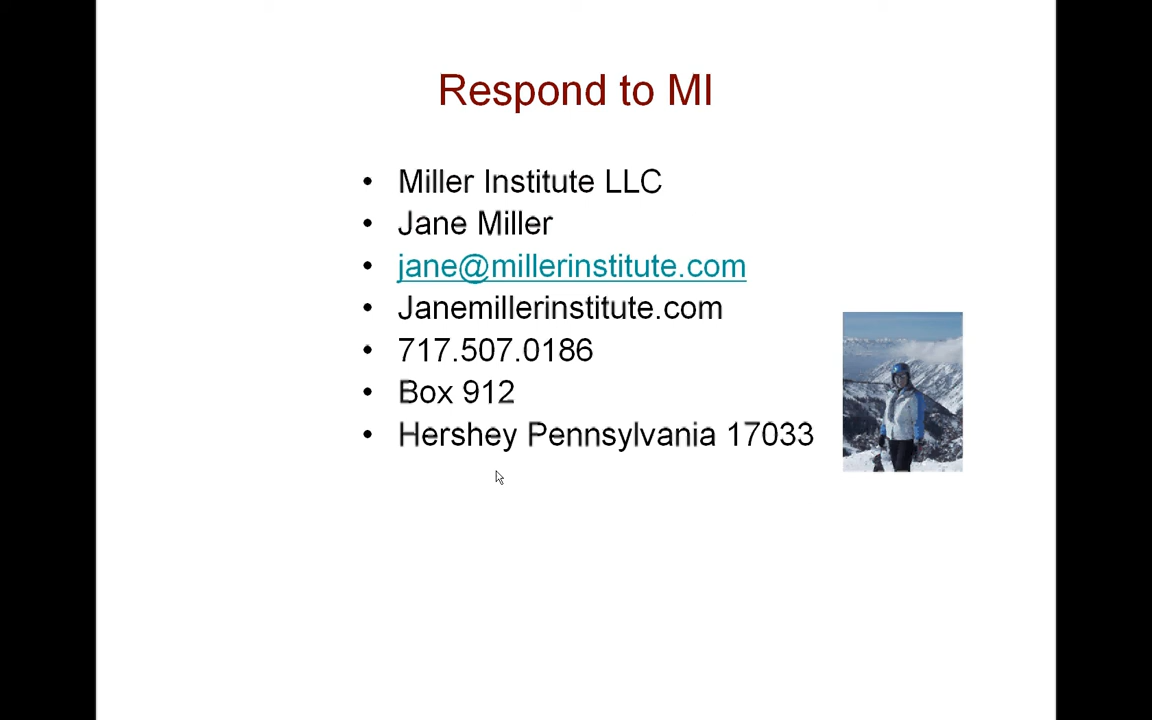 Respond to MI
• Miller Institute LLC
• Jane Miller
• jane@millerinstitute.com
• Janemillerinstitute.com
• 717.507.0186
• Box 912
• Hershey Pennsylvania 17033